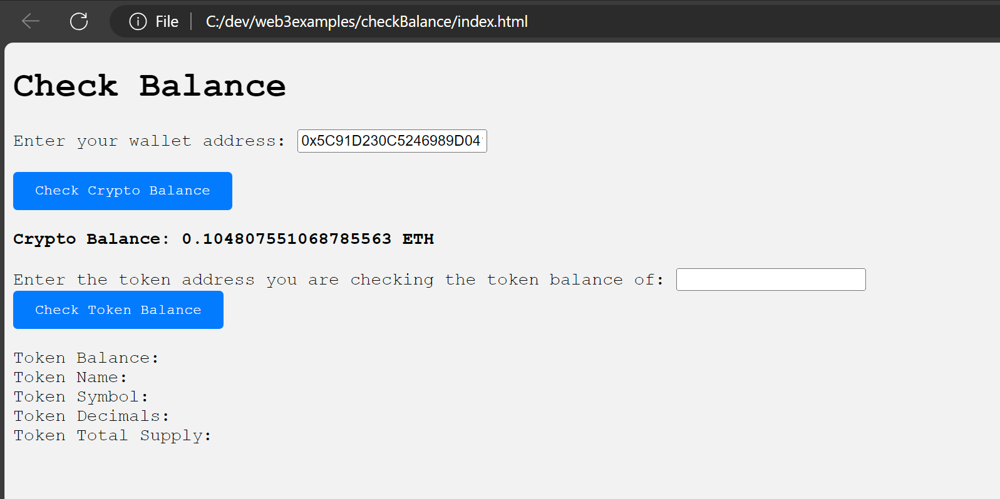 File C:/dev/web3examples/checkBalance/index.html
Check Balance
Enter your wallet address: 0x5C91D230C5246989D04
Check Crypto Balance
Crypto Balance: 0.104807551068785563 ETH
Enter the token address you are checking the token balance of:
Check Token Balance
Token Balance:
Token Name:
Token Symbol:
Token Decimals:
Token Total Supply: